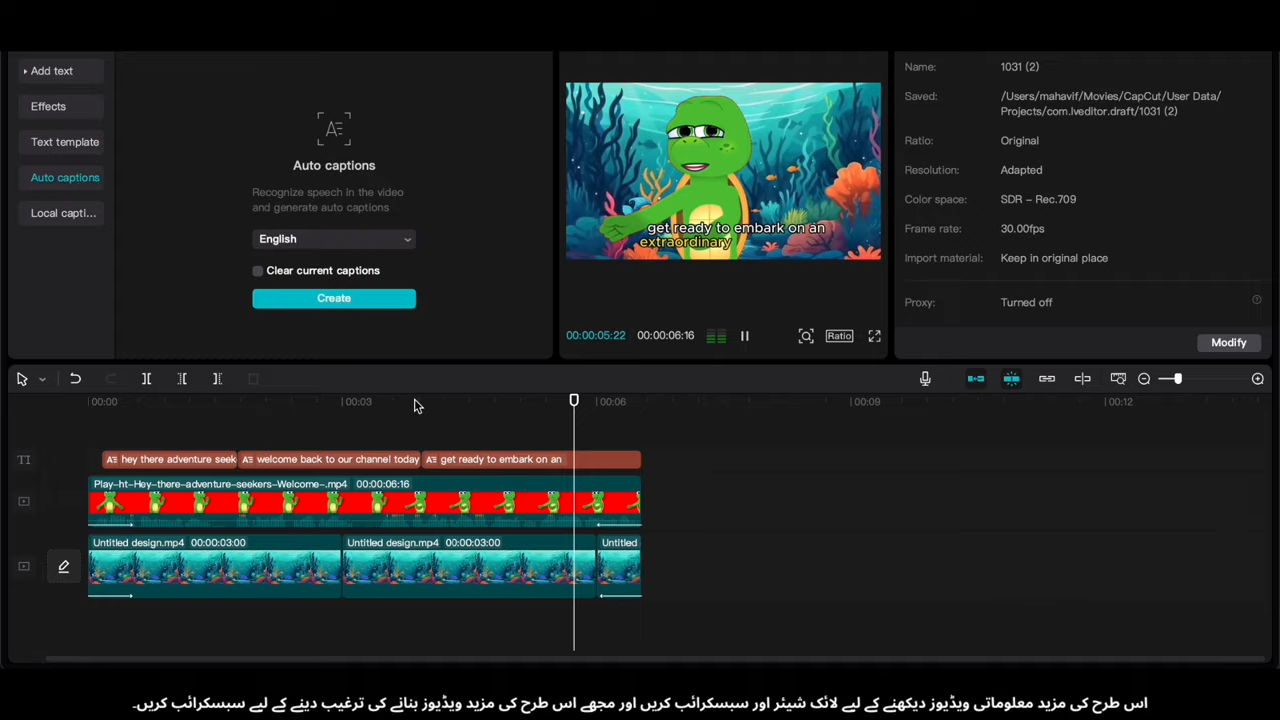 Add text
Effects
Text template
Auto captions
Local capti...
Auto captions
Recognize speech in the video
and generate auto captions
English
Clear current captions
Create
get ready to embark on an
extraordinary
00:00:05:22 00:00:06:16
Ratio
Name: 1031 (2)
Saved: /Users/mahavif/Movies/CapCut/User Data/
Projects/com.lveditor.draft/1031 (2)
Ratio: Original
Resolution: Adapted
Color space: SDR – Rec.709
Frame rate: 30.00fps
Import material: Keep in original place
Proxy: Turned off
Modify
00:00 00:03 00:06 00:09 00:12
TI
hey there adventure seek welcome back to our channel today get ready to embark on an
Play-ht-Hey-there-adventure-seekers-Welcome-.mp4 00:00:06:16
Untitled design.mp4 00:00:03:00 Untitled design.mp4 00:00:03:00 Untitled
اس طرح کی مزید معلوماتی ویڈیوز دیکھنے کے لیے لائک شیئر اور سبسکرائب کریں اور مجھے اس طرح کی مزید ویڈیوز بنانے کی ترغیب دینے کے لیے سبسکرائب کریں۔